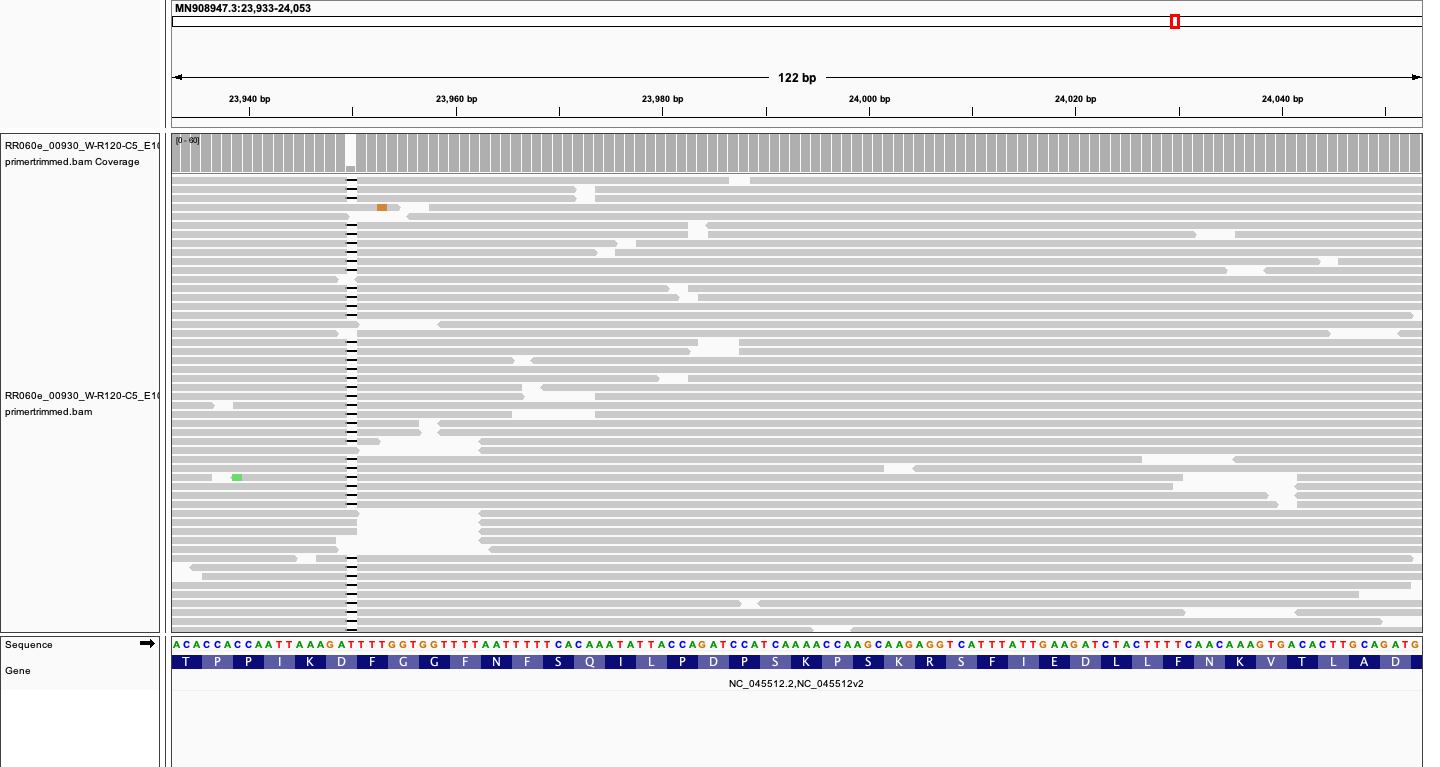 MN908947.3:23,933-24,053
122 bp
23,940 bp 23,960 bp 23,980 bp 24,000 bp 24,020 bp 24,040 bp
RR060e_00930_W-R120-C5_E10
primertrimmed.bam Coverage
[0 - 60]
RR060e_00930_W-R120-C5_E10
primertrimmed.bam
Sequence
ACACCACCAATTAAAGATTTTGGTGGTTTTAATTTTTCACAAATATTACCAGATCCATCAAAACCAAGCAAGAGGTCATTTATTGAAGATCTACTTTTCAACAAAGTGACACTTGCAGATG
Gene
T P P I K D F G G F N F S Q I L P D P S K P S K R S F I E D L L F N K V T L A D
NC_045512.2,NC_045512v2